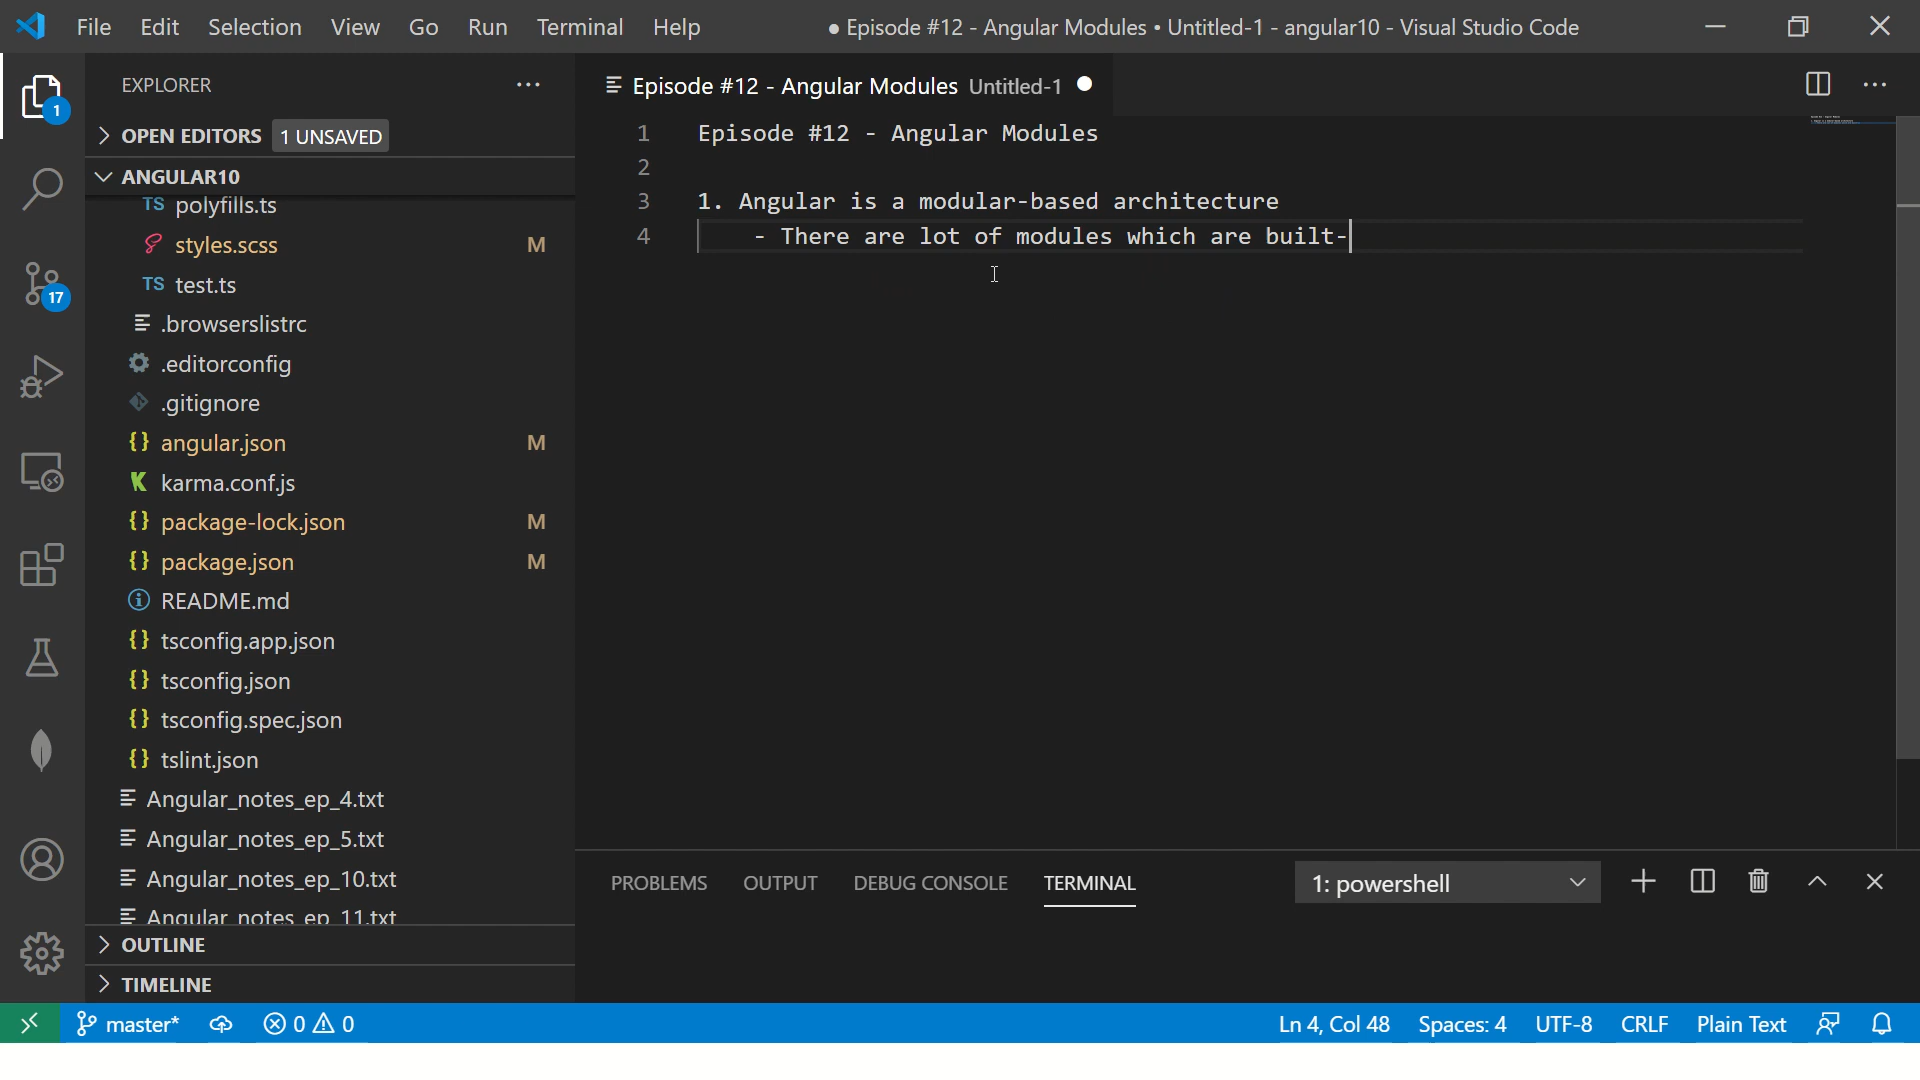 File Edit Selection View Go Run Terminal Help ● Episode #12 - Angular Modules • Untitled-1 - angular10 - Visual Studio Code
EXPLORER
Episode #12 - Angular Modules Untitled-1
1
OPEN EDITORS 1 UNSAVED
ANGULAR10
TS polyfills.ts
styles.scss M
TS test.ts
.browserslistrc
.editorconfig
.gitignore
{} angular.json M
K karma.conf.js
{} package-lock.json M
{} package.json M
README.md
{} tsconfig.app.json
{} tsconfig.json
{} tsconfig.spec.json
{} tslint.json
Angular_notes_ep_4.txt
Angular_notes_ep_5.txt
Angular_notes_ep_10.txt
Angular_notes_ep_11.txt
OUTLINE
TIMELINE
17
1 Episode #12 - Angular Modules
2
3 1. Angular is a modular-based architecture
4 - There are lot of modules which are built-
PROBLEMS OUTPUT DEBUG CONSOLE TERMINAL 1: powershell
master* 0 0 Ln 4, Col 48 Spaces: 4 UTF-8 CRLF Plain Text